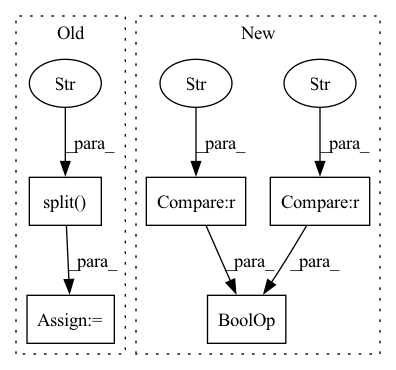 Old
New
Str
Str
Str
_para_
_para_
_para_
split()
Compare:r
Compare:r
_para_
_para_
_para_
Assign:=
BoolOp